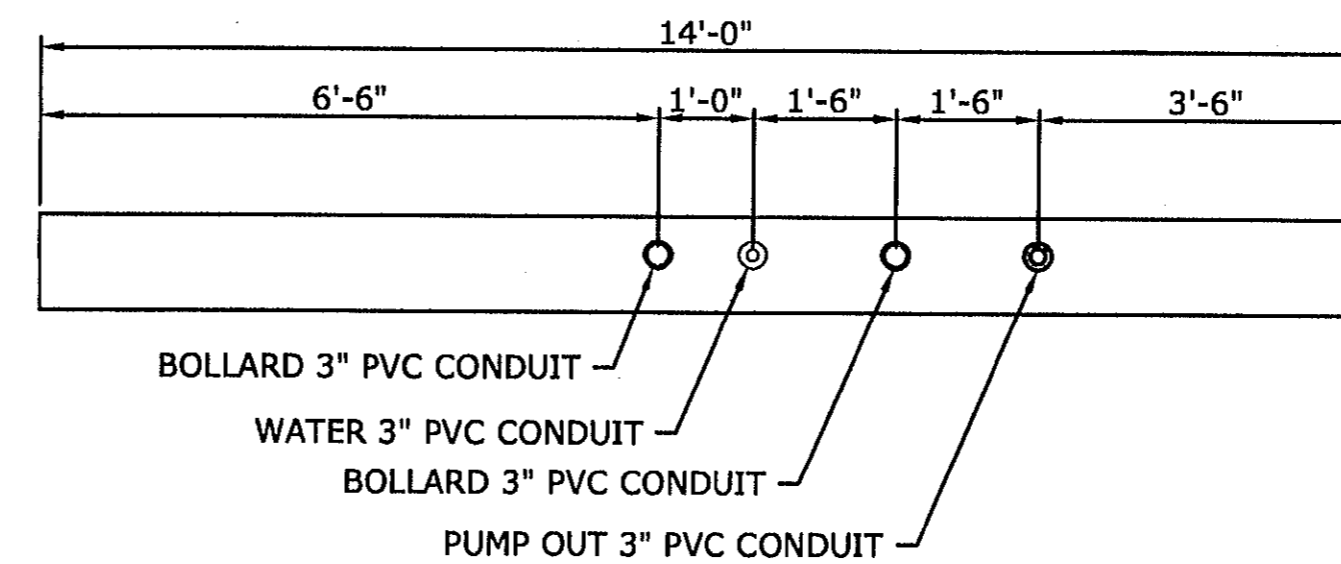 14'-0"
6'-6" 1'-0" 1'-6" 1'-6" 3'-6"
BOLLARD 3" PVC CONDUIT
WATER 3" PVC CONDUIT
BOLLARD 3" PVC CONDUIT
PUMP OUT 3" PVC CONDUIT